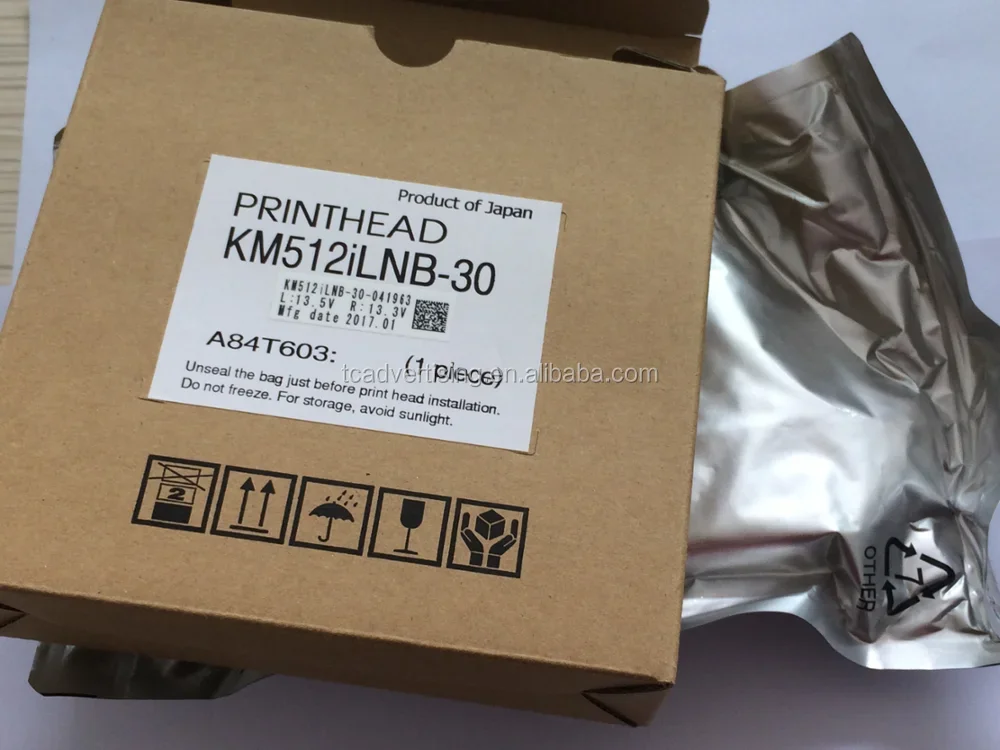 Product of Japan
PRINTHEAD
KM512iLNB-30
KM512iLNB-30-041963
L:13.5V R:13.3V
Mfg date 2017.01
A84T603: (1 piece)
tcadvertising.en.alibaba.com
Unseal the bag just before print head installation.
Do not freeze. For storage, avoid sunlight.
2
7
OTHER